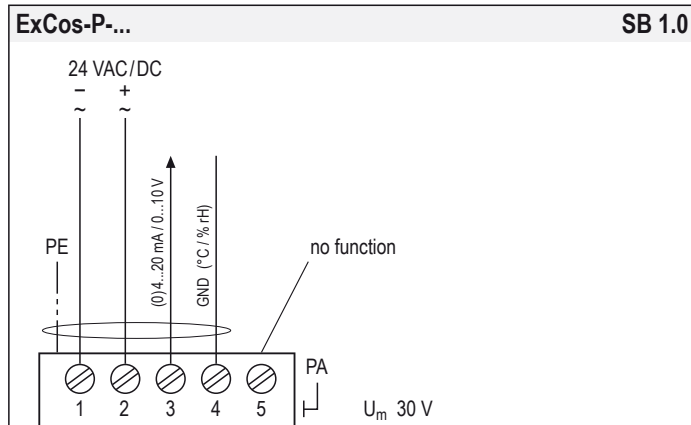 ExCos-P-... SB 1.0
24 VAC/DC
− +
~ ~
(0)4...20 mA / 0...10 V
GND (°C / % rH)
PE
no function
PA
1 2 3 4 5
Um 30 V